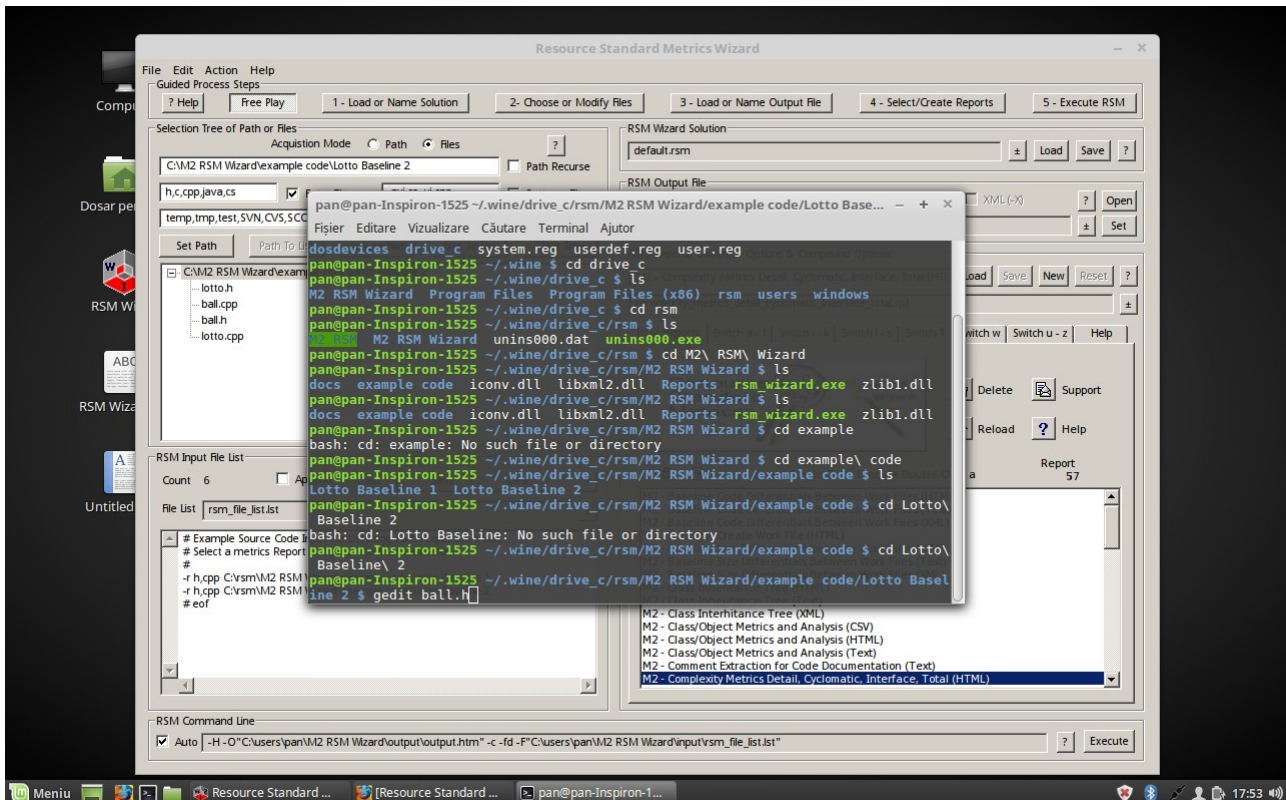 Resource Standard Metrics Wizard
File Edit Action Help
Guided Process Steps
? Help
Free Play
1 - Load or Name Solution
2- Choose or Modify Files
3 - Load or Name Output File
4 - Select/Create Reports
5 - Execute RSM
Selection Tree of Path or Files
Acquistion Mode Path Files ?
C:\M2 RSM Wizard\example code\Lotto Baseline 2
Path Recurse
h,c,cpp,java,cs
temp,tmp,test,SVN,CVS,SCC
Set Path
C:\M2 RSM Wizard\exam
lotto.h
ball.cpp
ball.h
lotto.cpp
RSM Wizard Solution
default.rsm ± Load Save ?
RSM Output File
XML (-X) ? Open
± Set
oad Save New Reset ?
±
witch w Switch u - z Help
Delete Support
Reload ? Help
Report
a 57
RSM Input File List
Count 6
File List rsm_file_list.lst
# Example Source Code I
# Select a metrics Report
#
-r h,cpp C:\rsm\M2 RSM
-r h,cpp C:\rsm\M2 RSM
# eof
pan@pan-Inspiron-1525 ~/.wine/drive_c/rsm/M2 RSM Wizard/example code/Lotto Base...
Fișier Editare Vizualizare Căutare Terminal Ajutor
dosdevices drive_c system.reg userdef.reg user.reg
pan@pan-Inspiron-1525 ~/.wine $ cd drive_c
pan@pan-Inspiron-1525 ~/.wine/drive_c $ ls
M2 RSM Wizard Program Files Program Files (x86) rsm users windows
pan@pan-Inspiron-1525 ~/.wine/drive_c $ cd rsm
pan@pan-Inspiron-1525 ~/.wine/drive_c/rsm $ ls
M2 RSM M2 RSM Wizard unins000.dat unins000.exe
pan@pan-Inspiron-1525 ~/.wine/drive_c/rsm $ cd M2\ RSM\ Wizard
pan@pan-Inspiron-1525 ~/.wine/drive_c/rsm/M2 RSM Wizard $ ls
docs example code iconv.dll libxml2.dll Reports rsm_wizard.exe zlib1.dll
pan@pan-Inspiron-1525 ~/.wine/drive_c/rsm/M2 RSM Wizard $ ls
docs example code iconv.dll libxml2.dll Reports rsm_wizard.exe zlib1.dll
pan@pan-Inspiron-1525 ~/.wine/drive_c/rsm/M2 RSM Wizard $ cd example
bash: cd: example: No such file or directory
pan@pan-Inspiron-1525 ~/.wine/drive_c/rsm/M2 RSM Wizard $ cd example\ code
pan@pan-Inspiron-1525 ~/.wine/drive_c/rsm/M2 RSM Wizard/example code $ ls
Lotto Baseline 1 Lotto Baseline 2
pan@pan-Inspiron-1525 ~/.wine/drive_c/rsm/M2 RSM Wizard/example code $ cd Lotto\
Baseline 2
bash: cd: Lotto Baseline: No such file or directory
pan@pan-Inspiron-1525 ~/.wine/drive_c/rsm/M2 RSM Wizard/example code $ cd Lotto\
Baseline\ 2
pan@pan-Inspiron-1525 ~/.wine/drive_c/rsm/M2 RSM Wizard/example code/Lotto Basel
ine 2 $ gedit ball.h
M2 - Class Interhitance Tree (XML)
M2 - Class/Object Metrics and Analysis (CSV)
M2 - Class/Object Metrics and Analysis (HTML)
M2 - Class/Object Metrics and Analysis (Text)
M2 - Comment Extraction for Code Documentation (Text)
M2 - Complexity Metrics Detail, Cyclomatic, Interface, Total (HTML)
RSM Command Line
Auto -H -O"C:\users\pan\M2 RSM Wizard\output\output.htm" -c -fd -F"C:\users\pan\M2 RSM Wizard\input\rsm_file_list.lst" ? Execute
Compu
Dosar per
RSM Wi
ABC
RSM Wiza
Untitled
Meniu
Resource Standard ...
[Resource Standard ...
pan@pan-Inspiron-1...
17:53